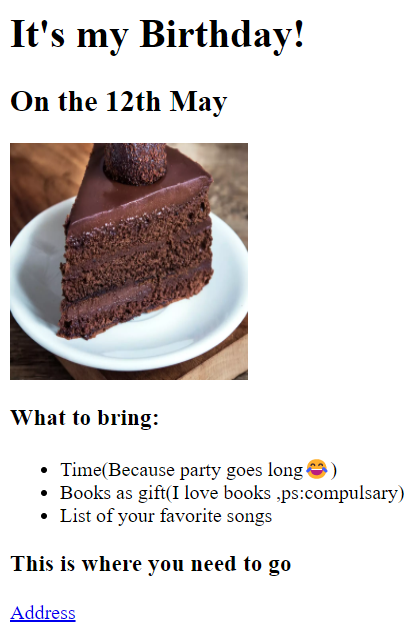 It's my Birthday!
On the 12th May
What to bring:
Time(Because party goes long😂 )
Books as gift(I love books ,ps:compulsary)
List of your favorite songs
This is where you need to go
Address